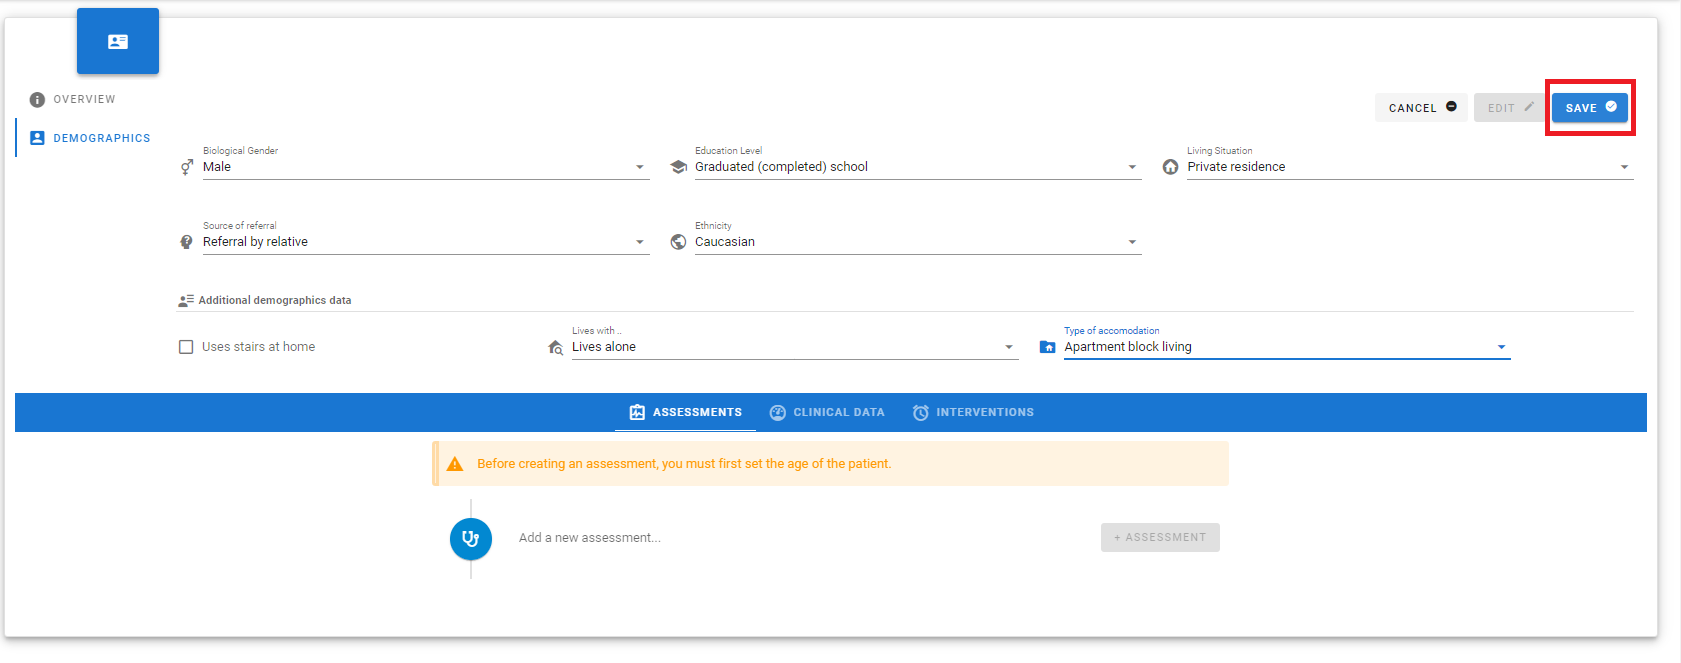 OVERVIEW
DEMOGRAPHICS
CANCEL
EDIT
SAVE
Biological Gender
Male
Education Level
Graduated (completed) school
Living Situation
Private residence
Source of referral
Referral by relative
Ethnicity
Caucasian
Additional demographics data
Uses stairs at home
Lives with ..
Lives alone
Type of accomodation
Apartment block living
ASSESSMENTS
CLINICAL DATA
INTERVENTIONS
Before creating an assessment, you must first set the age of the patient.
Add a new assessment...
+ ASSESSMENT